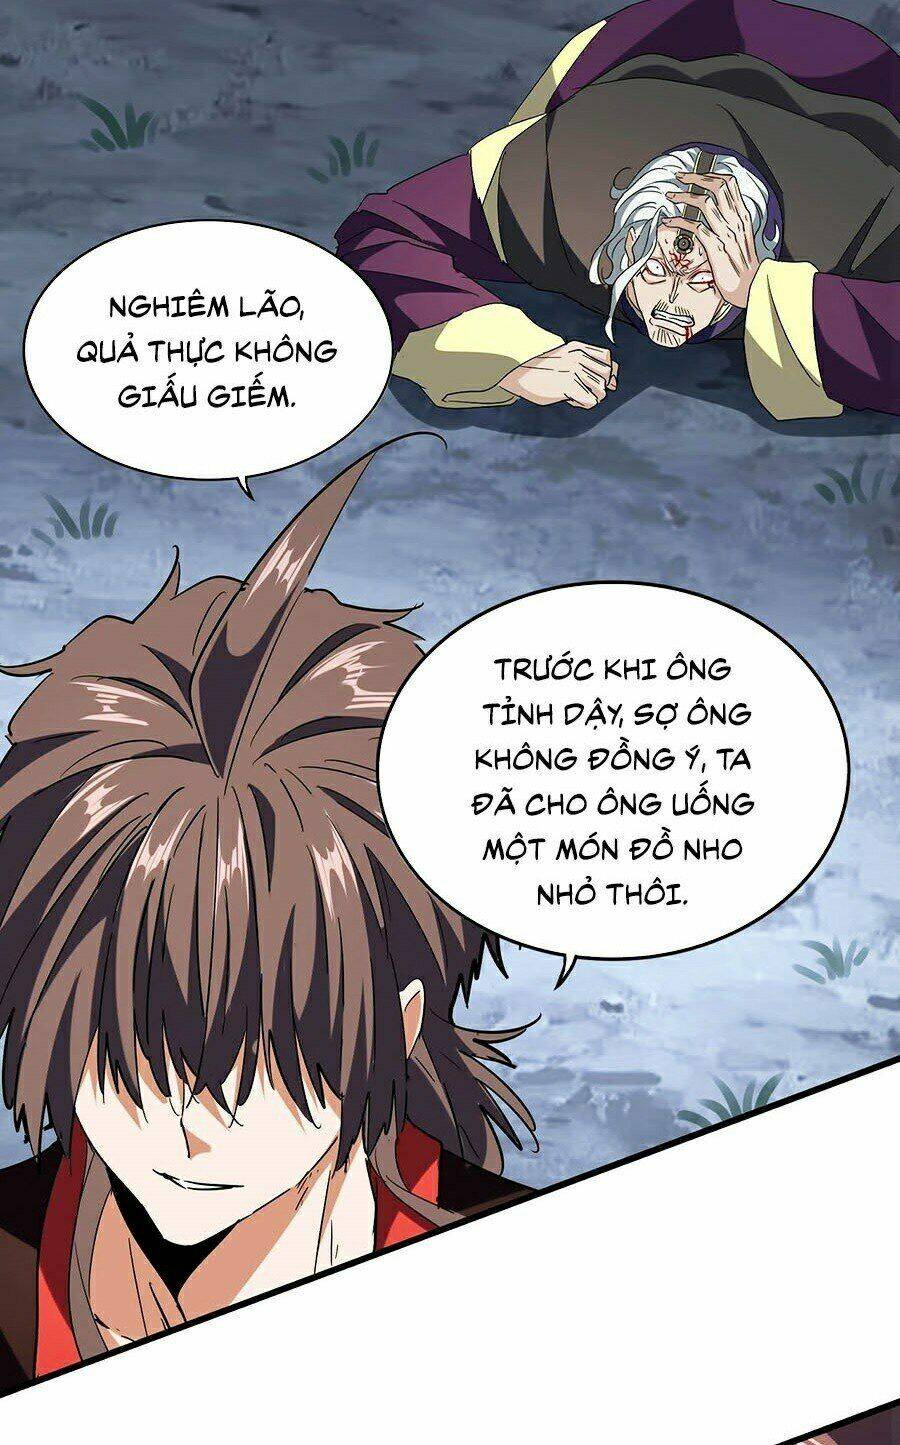 NGHIÊM LÃO,
QUẢ THỰC KHÔNG
GIẤU GIẾM.
TRƯỚC KHI ÔNG
TỈNH DẬY, SỢ ÔNG
KHÔNG ĐỒNG Ý, TA
ĐÃ CHO ÔNG UỐNG
MỘT MÓN ĐỒ NHO
NHỎ THÔI.